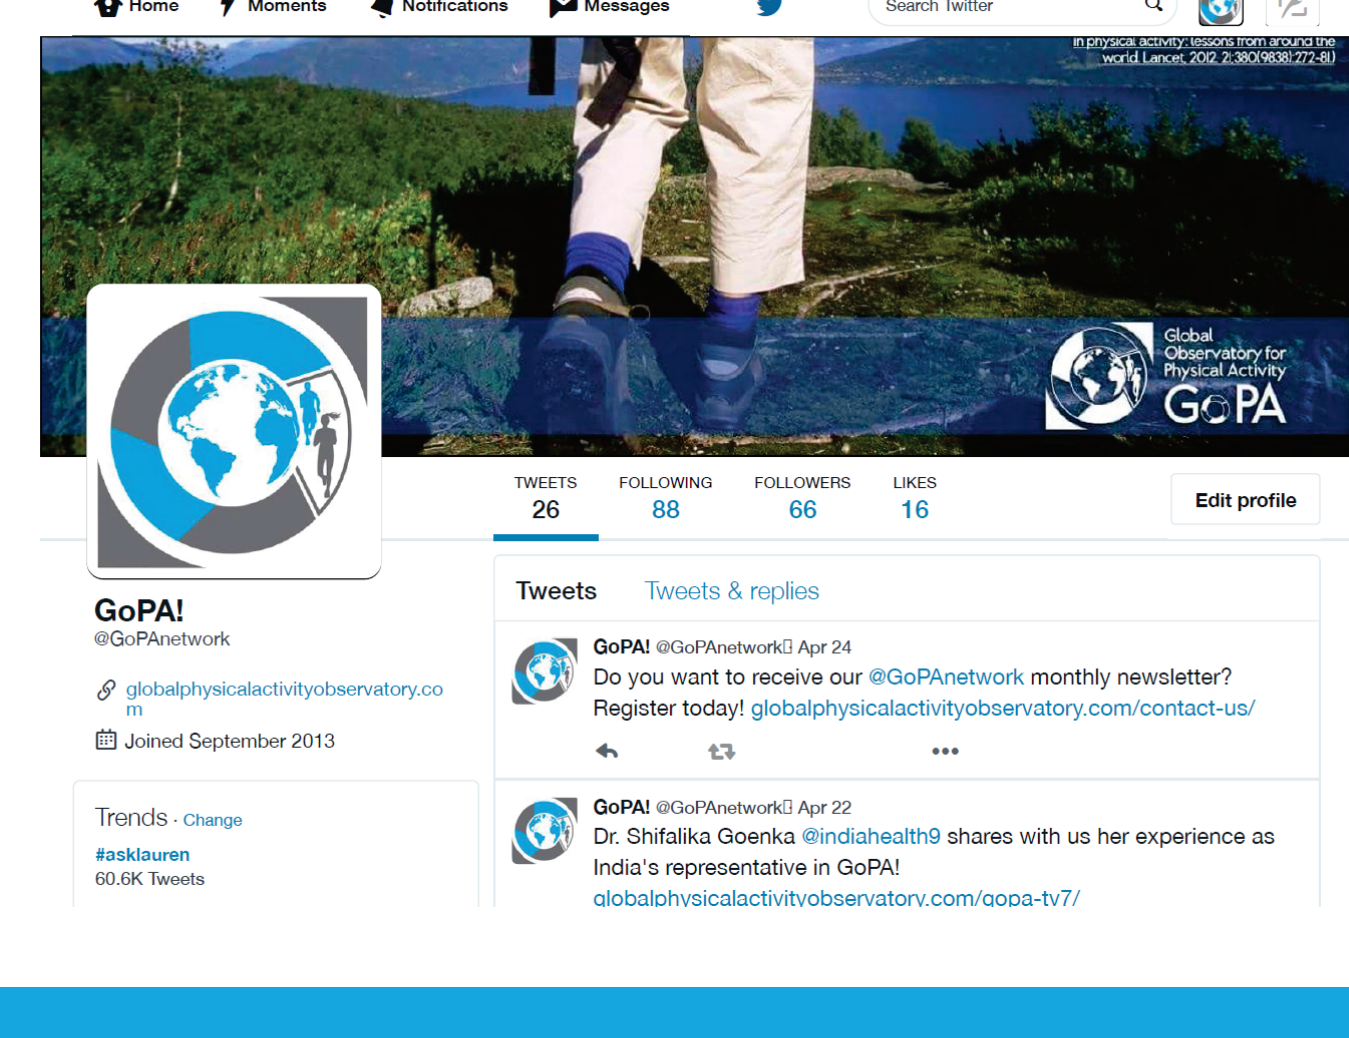 Home Moments Notifications Messages Search Twitter
in physical activity: lessons from around the
world. Lancet, 2012 21;380(9838):272-81.)
Global
Observatory for
Physical Activity
GoPA
TWEETS FOLLOWING FOLLOWERS LIKES
26 88 66 16
Edit profile
GoPA!
@GoPAnetwork
globalphysicalactivityobservatory.co
m
Joined September 2013
Trends · Change
#asklauren
60.6K Tweets
Tweets Tweets & replies
GoPA! @GoPAnetwork Apr 24
Do you want to receive our @GoPAnetwork monthly newsletter?
Register today! globalphysicalactivityobservatory.com/contact-us/
GoPA! @GoPAnetwork Apr 22
Dr. Shifalika Goenka @indiahealth9 shares with us her experience as
India's representative in GoPA!
globalphysicalactivityobservatory.com/gopa-tv7/